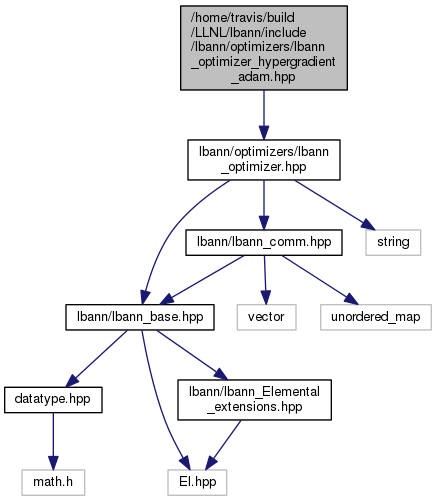 /home/travis/build
/LLNL/lbann/include
/lbann/optimizers/lbann
_optimizer_hypergradient
_adam.hpp
lbann/optimizers/lbann
_optimizer.hpp
lbann/lbann_comm.hpp
string
lbann/lbann_base.hpp
vector
unordered_map
datatype.hpp
lbann/lbann_Elemental
_extensions.hpp
math.h
El.hpp